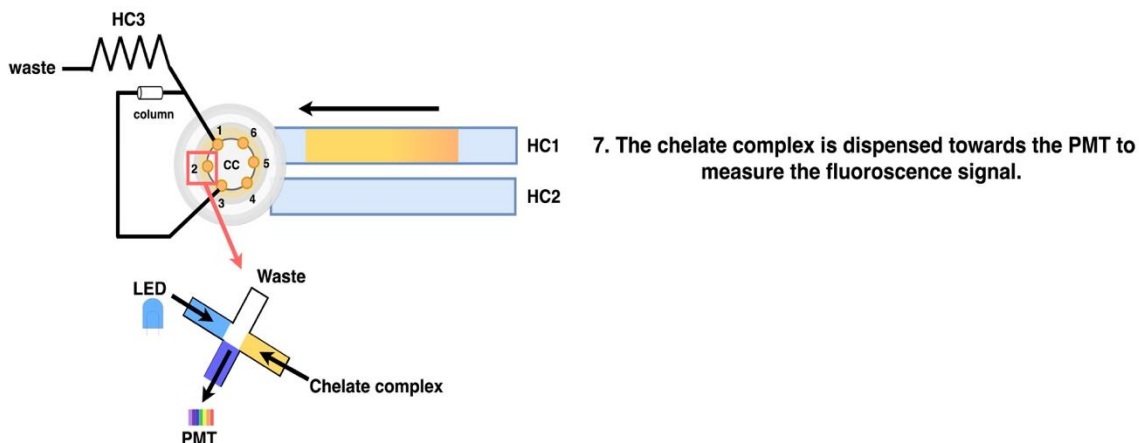 HC3
waste
column
1
6
2
CC
5
3
4
HC1
HC2
7. The chelate complex is dispensed towards the PMT to
measure the fluoroscence signal.
Waste
LED
Chelate complex
PMT